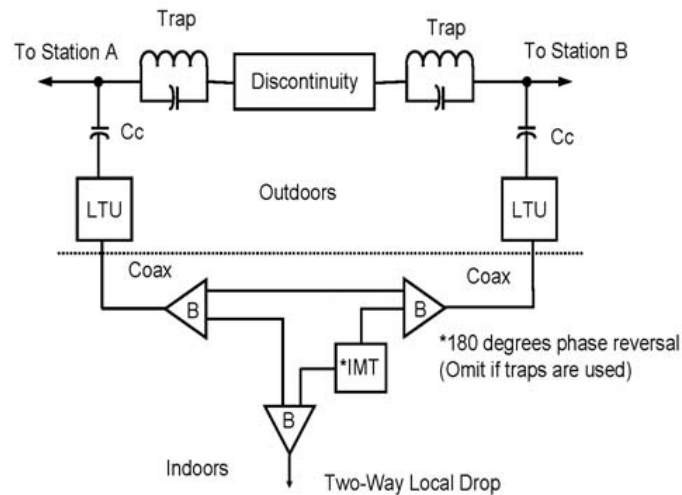 Trap
Trap
To Station A
Discontinuity
To Station B
Cc
Cc
LTU
Outdoors
LTU
Coax
Coax
B
B
*180 degrees phase reversal
(Omit if traps are used)
*IMT
B
Indoors
Two-Way Local Drop